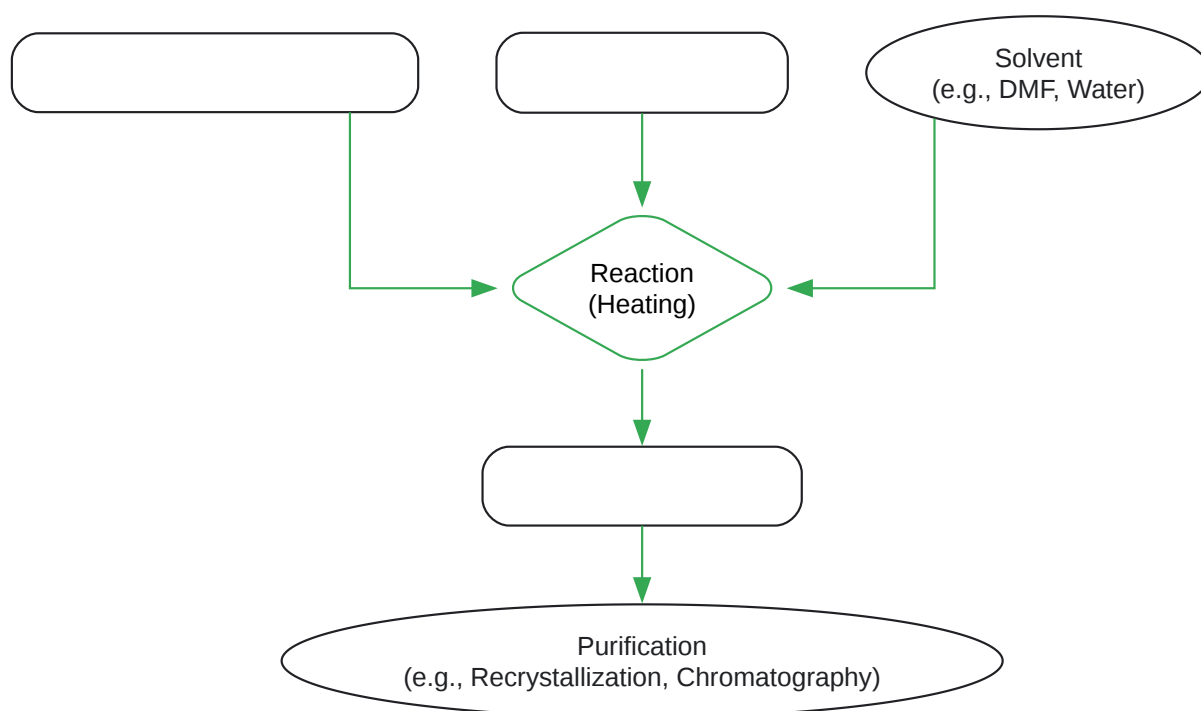 Solvent
(e.g., DMF, Water)
Reaction
(Heating)
Purification
(e.g., Recrystallization, Chromatography)